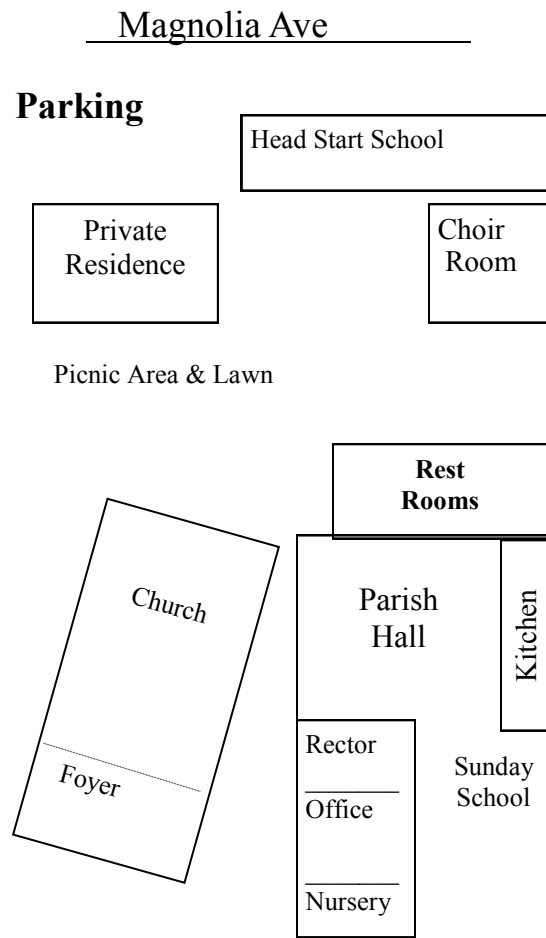 Magnolia Ave
Parking
Head Start School
Private
Residence
Choir
Room
Picnic Area & Lawn
Rest
Rooms
Church
Parish
Hall
Kitchen
Foyer
Rector
Office
Nursery
Sunday
School